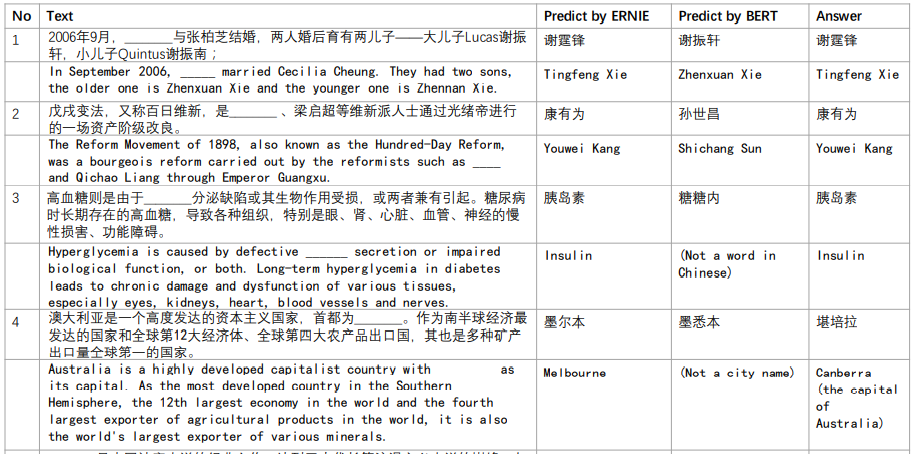 No Text Predict by ERNIE Predict by BERT Answer
1 2006年9月，_______与张柏芝结婚，两人婚后育有两儿子——大儿子Lucas谢振 谢霆锋 谢振轩 谢霆锋
轩，小儿子Quintus谢振南；
In September 2006, _____ married Cecilia Cheung. They had two sons, Tingfeng Xie Zhenxuan Xie Tingfeng Xie
the older one is Zhenxuan Xie and the younger one is Zhennan Xie.
2 戊戌变法，又称百日维新，是_______ 、梁启超等维新派人士通过光绪帝进行 康有为 孙世昌 康有为
的一场资产阶级改良。
The Reform Movement of 1898, also known as the Hundred-Day Reform, Youwei Kang Shichang Sun Youwei Kang
was a bourgeois reform carried out by the reformists such as ____
and Qichao Liang through Emperor Guangxu.
3 高血糖则是由于_______分泌缺陷或其生物作用受损，或两者兼有引起。糖尿病 胰岛素 糖糖内 胰岛素
时长期存在的高血糖，导致各种组织，特别是眼、肾、心脏、血管、神经的慢
性损害、功能障碍。
Hyperglycemia is caused by defective ______ secretion or impaired Insulin (Not a word in Insulin
biological function, or both. Long-term hyperglycemia in diabetes Chinese)
leads to chronic damage and dysfunction of various tissues,
especially eyes, kidneys, heart, blood vessels and nerves.
4 澳大利亚是一个高度发达的资本主义国家，首都为_______。作为南半球经济最 墨尔本 墨悉本 堪培拉
发达的国家和全球第12大经济体、全球第四大农产品出口国，其也是多种矿产
出口量全球第一的国家。
Australia is a highly developed capitalist country with as Melbourne (Not a city name) Canberra
its capital. As the most developed country in the Southern (the capital
Hemisphere, the 12th largest economy in the world and the fourth of
largest exporter of agricultural products in the world, it is also Australia)
the world's largest exporter of various minerals.